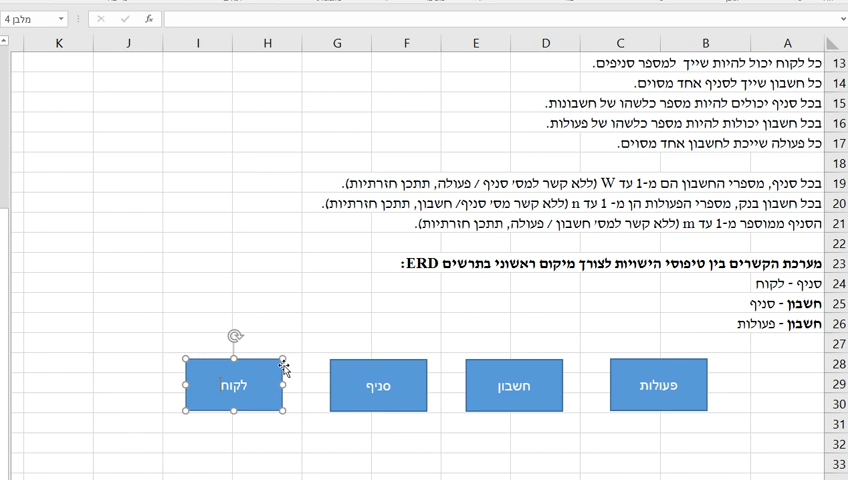 מלבן 4
fx
K J I H G F E D C B A
13 כל לקוח יכול להיות שייך למספר סניפים.
14 כל חשבון שייך לסניף אחד מסוים.
15 בכל סניף יכולים להיות מספר כלשהו של חשבונות.
16 בכל חשבון יכולות להיות מספר כלשהו של פעולות.
17 כל פעולה שייכת לחשבון אחד מסוים.
18
19 בכל סניף, מספרי החשבון הם מ-1 עד W (ללא קשר למס' סניף / פעולה, תתכן חזרתיות).
20 בכל חשבון בנק, מספרי הפעולות הן מ- 1 עד n (ללא קשר מס' סניף/ חשבון, תתכן חזרתיות).
21 הסניף ממוספר מ-1 עד m (ללא קשר למס' חשבון / פעולה, תתכן חזרתיות).
22
23 מערכת הקשרים בין טיפוסי הישויות לצורך מיקום ראשוני בתרשים ERD:
24 סניף - לקוח
25 חשבון - סניף
26 חשבון - פעולות
27
28
29 פעולות חשבון סניף לקוח
30
31
32
33